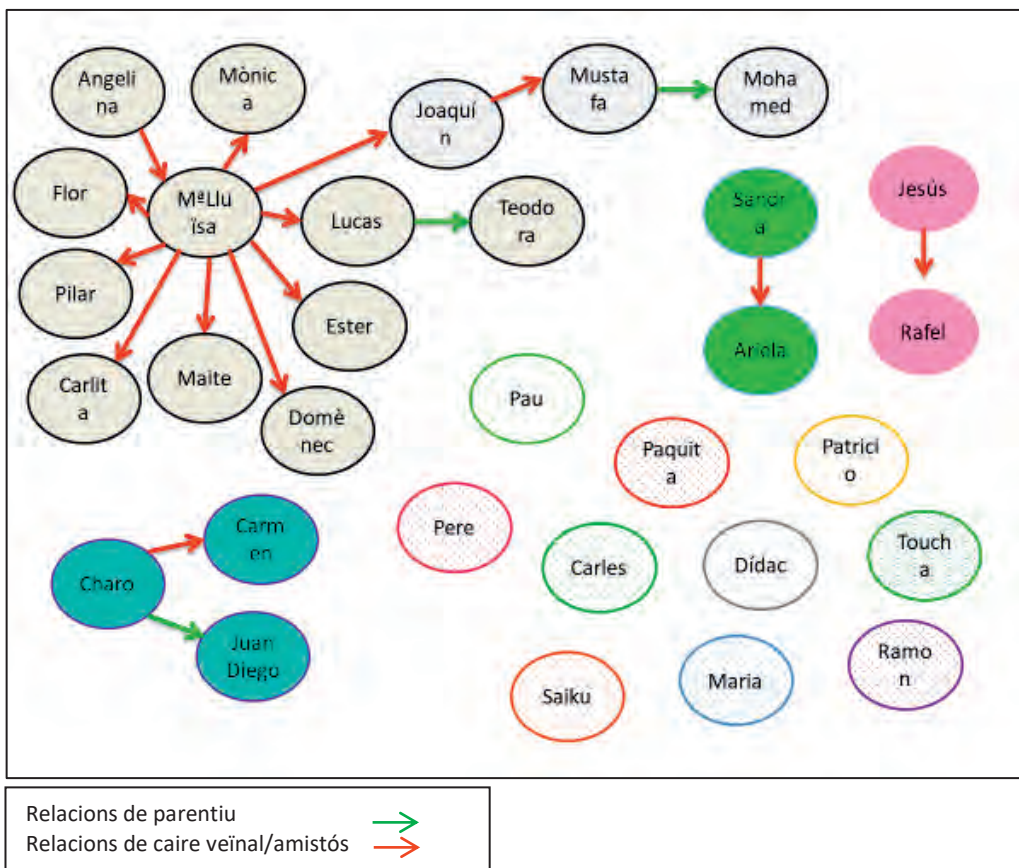 Angeli
na
Mònic
a
Joaquí
n
Musta
fa
Moha
med
Flor
MªLlu
ïsa
Lucas
Teodo
ra
Sandr
a
Jesús
Pilar
Ester
Ariela
Rafel
Carlit
a
Maite
Domè
nec
Pau
Paquit
a
Patrici
o
Pere
Carles
Dídac
Touch
a
Charo
Carm
en
Juan
Diego
Saiku
Maria
Ramo
n
Relacions de parentiu
Relacions de caire veïnal/amistós